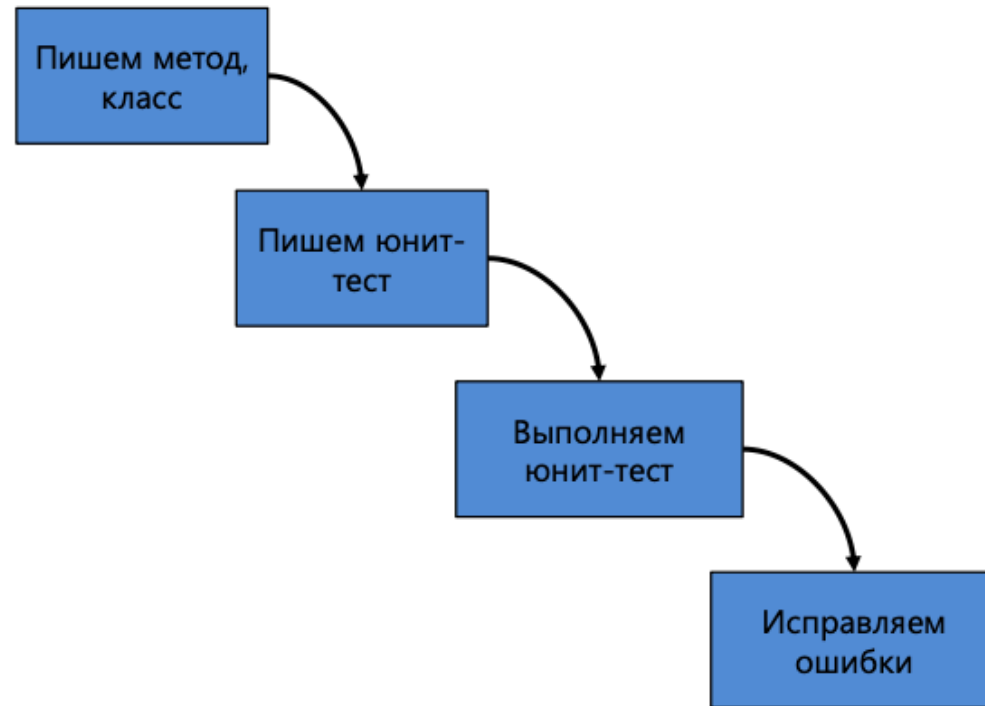 Пишем метод,
класс
Пишем юнит-
тест
Выполняем
юнит-тест
Исправляем
ошибки